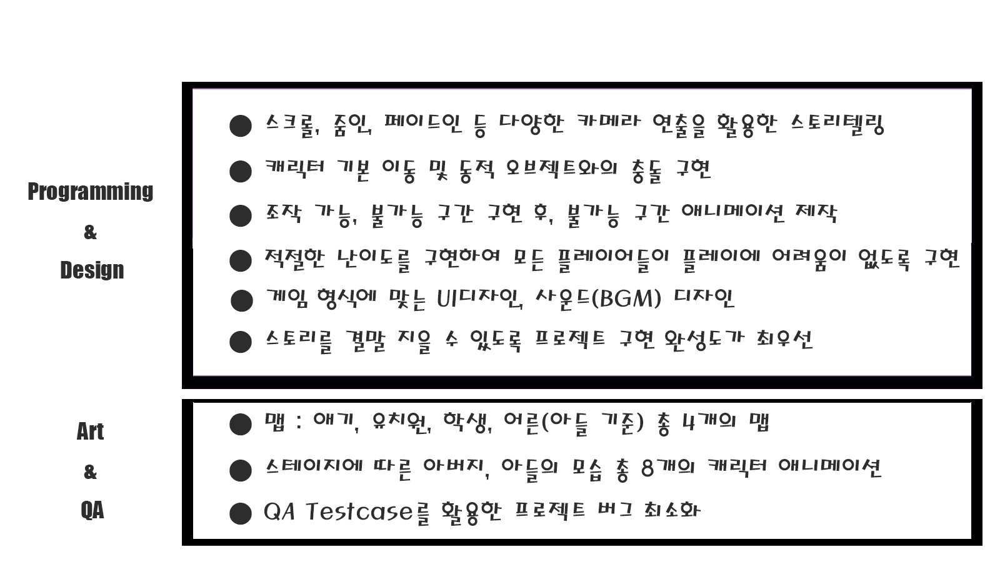 Programming
&
Design
● 스크롤, 줌인, 페이드인 등 다양한 카메라 연출을 활용한 스토리텔링
● 캐릭터 기본 이동 및 동적 오브젝트와의 충돌 구현
● 조작 가능, 불가능 구간 구현 후, 불가능 구간 애니메이션 제작
● 적절한 난이도를 구현하여 모든 플레이어들이 플레이에 어려움이 없도록 구현
● 게임 형식에 맞는 UI디자인, 사운드(BGM) 디자인
● 스토리를 결말 지을 수 있도록 프로젝트 구현 완성도가 최우선
Art
&
QA
● 맵 : 애기, 유치원, 학생, 어른(아들 기준) 총 4개의 맵
● 스테이지에 따른 아버지, 아들의 모습 총 8개의 캐릭터 애니메이션
● QA Testcase를 활용한 프로젝트 버그 최소화